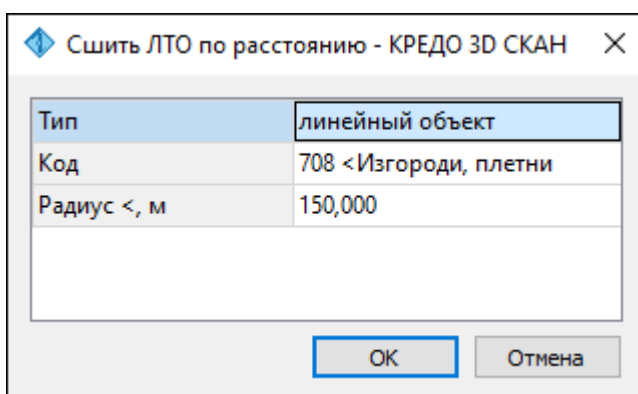 Сшить ЛТО по расстоянию - КРЕДО 3D СКАН
Тип линейный объект
Код 708 <Изгороди, плетни
Радиус <, м 150,000
ОК Отмена